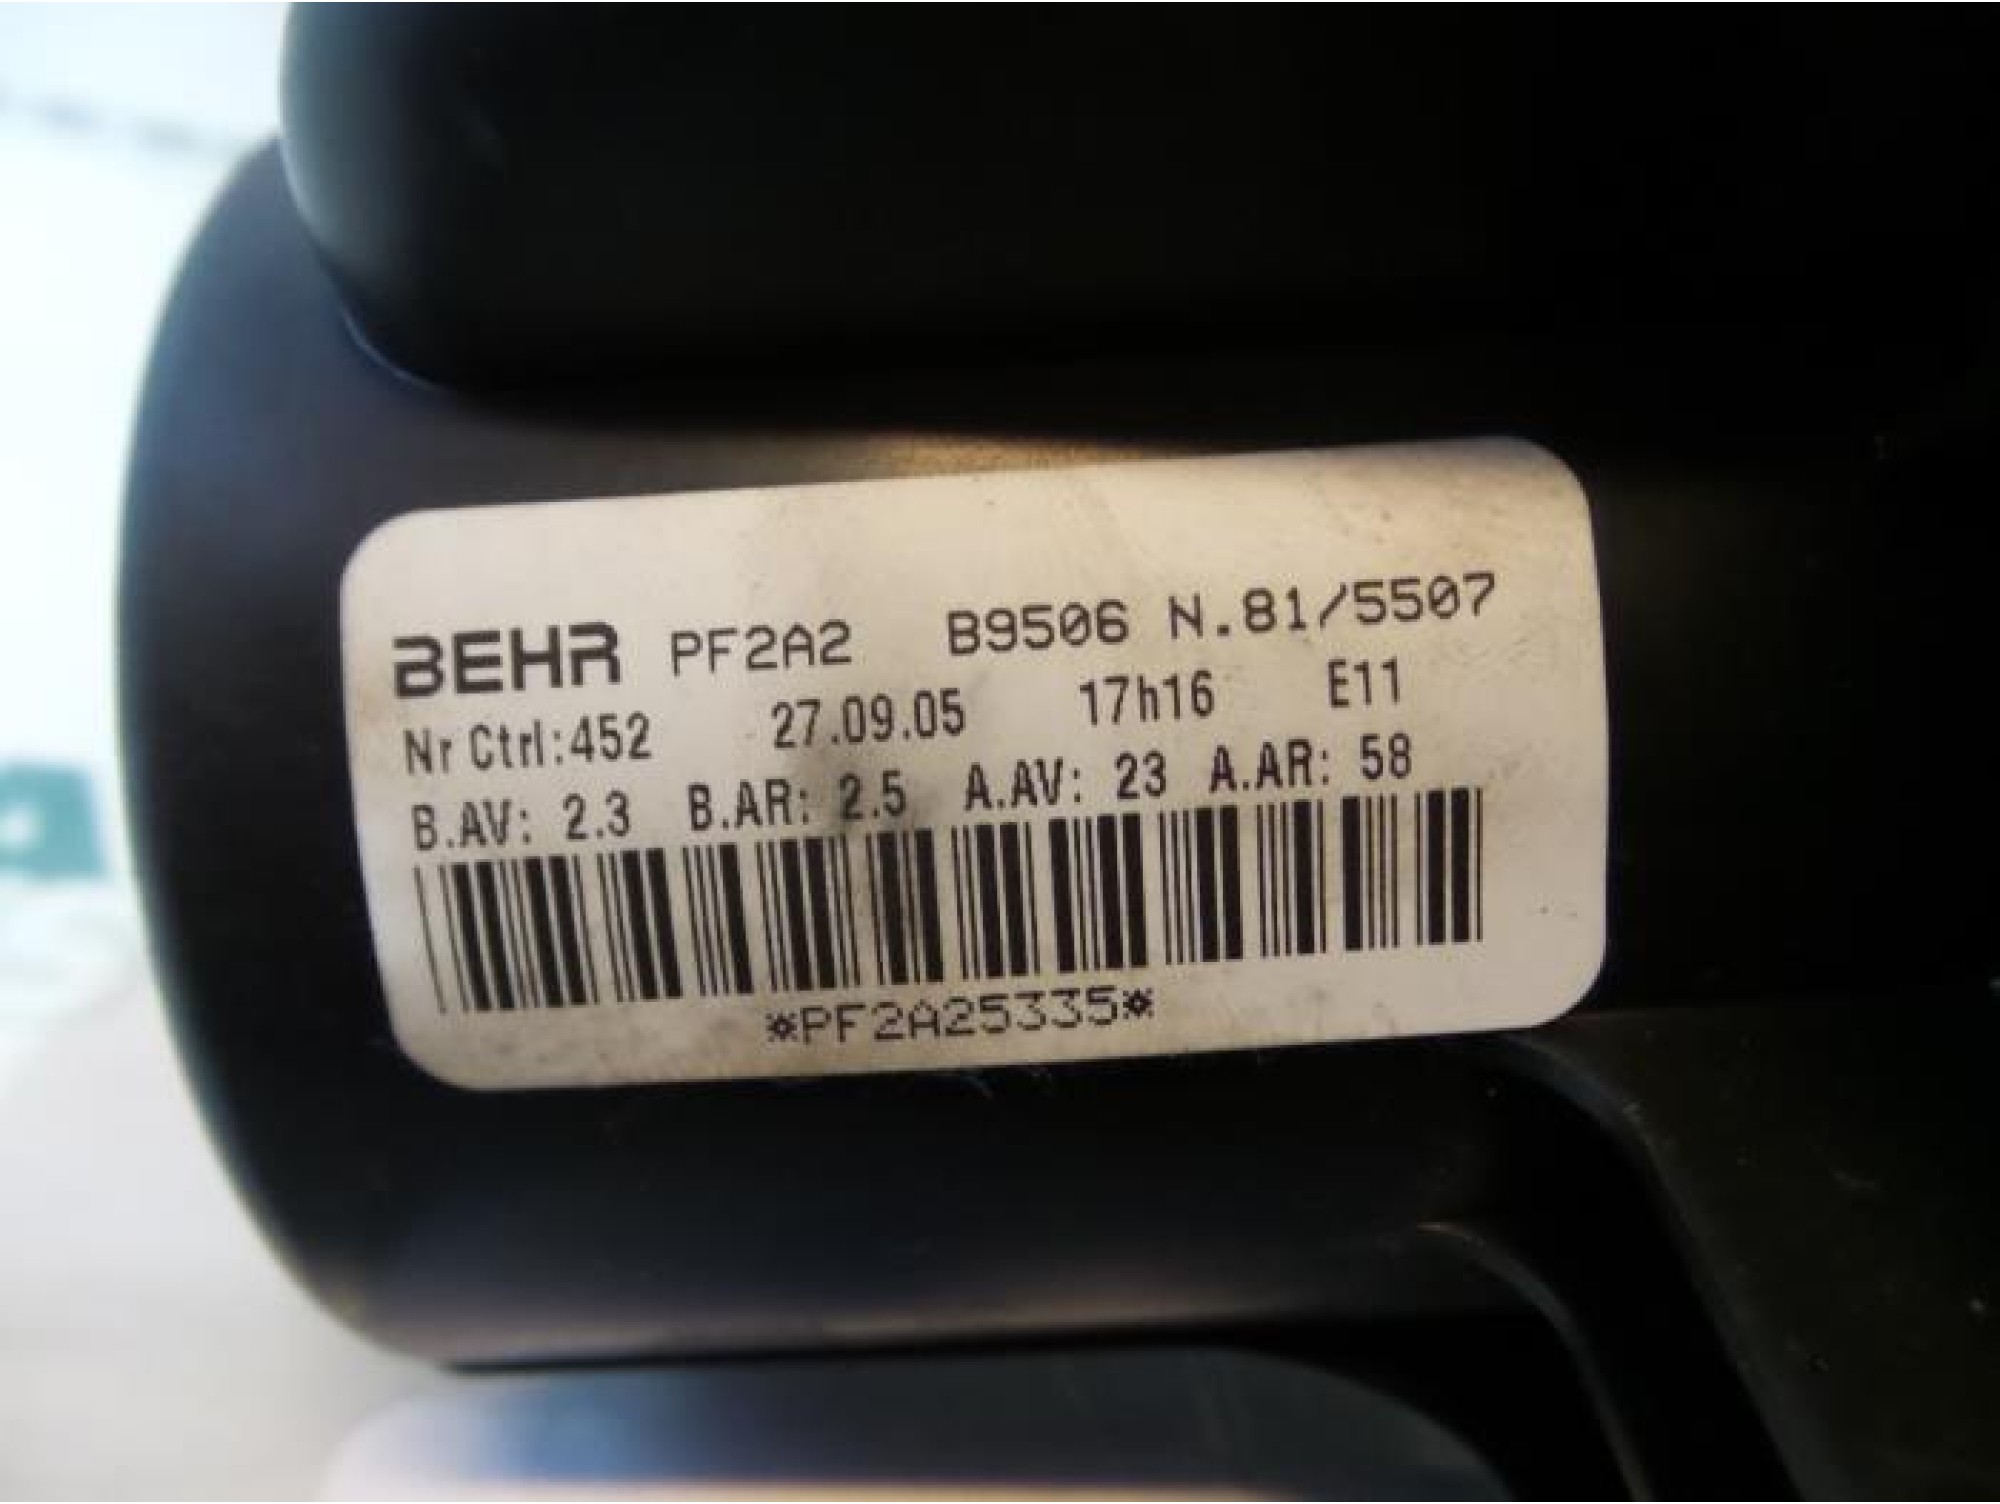 BEHR PF2A2 B9506 N.81/5507
Nr Ctrl:452 27.09.05 17h16 E11
B.AV: 2.3 B.AR: 2.5 A.AV: 23 A.AR: 58
*PF2A25335*